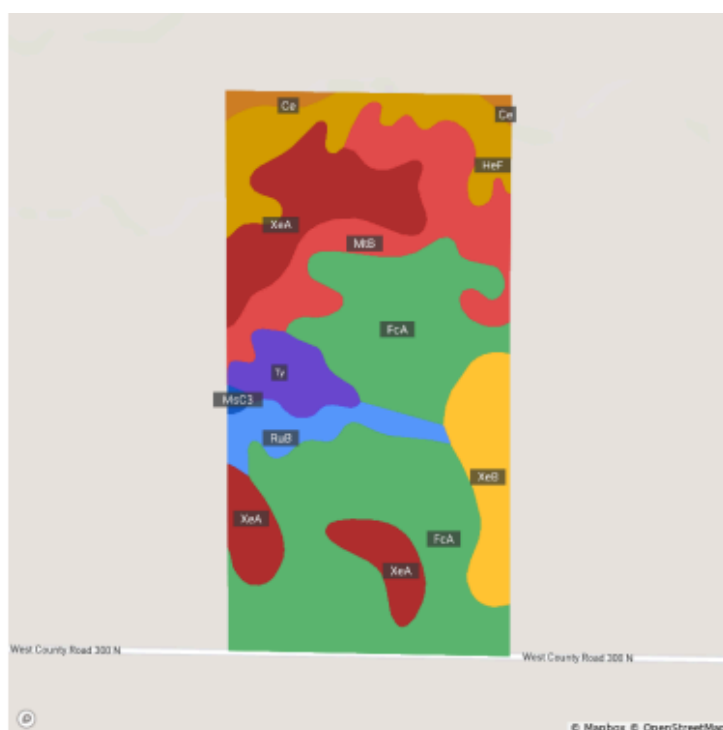 Ce
Ce
HeF
XeA
MtB
FcA
Ty
MsC3
RuB
XeB
XeA
FcA
XeA
West County Road 300 N
West County Road 300 N
© Mapbox © OpenStreetMap